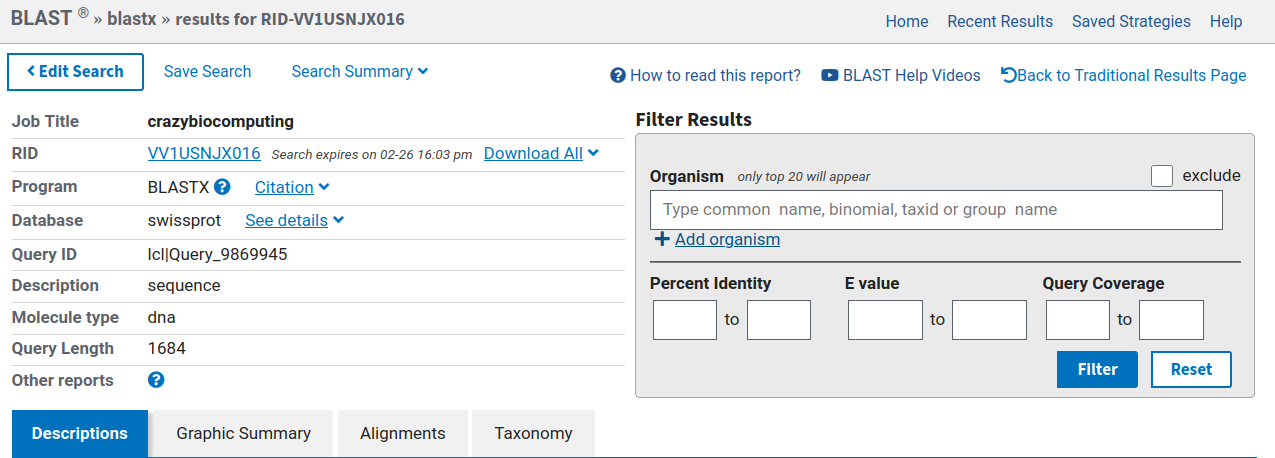 BLAST ® » blastx » results for RID-VV1USNJX016
Home Recent Results Saved Strategies Help
Edit Search Save Search Search Summary
How to read this report? BLAST Help Videos Back to Traditional Results Page
Job Title crazybiocomputing
RID VV1USNJX016 Search expires on 02-26 16:03 pm Download All
Program BLASTX Citation
Database swissprot See details
Query ID lcl|Query_9869945
Description sequence
Molecule type dna
Query Length 1684
Other reports
Filter Results
Organism only top 20 will appear exclude
Type common name, binomial, taxid or group name
Add organism
Percent Identity E value Query Coverage
to to to
Filter Reset
Descriptions Graphic Summary Alignments Taxonomy